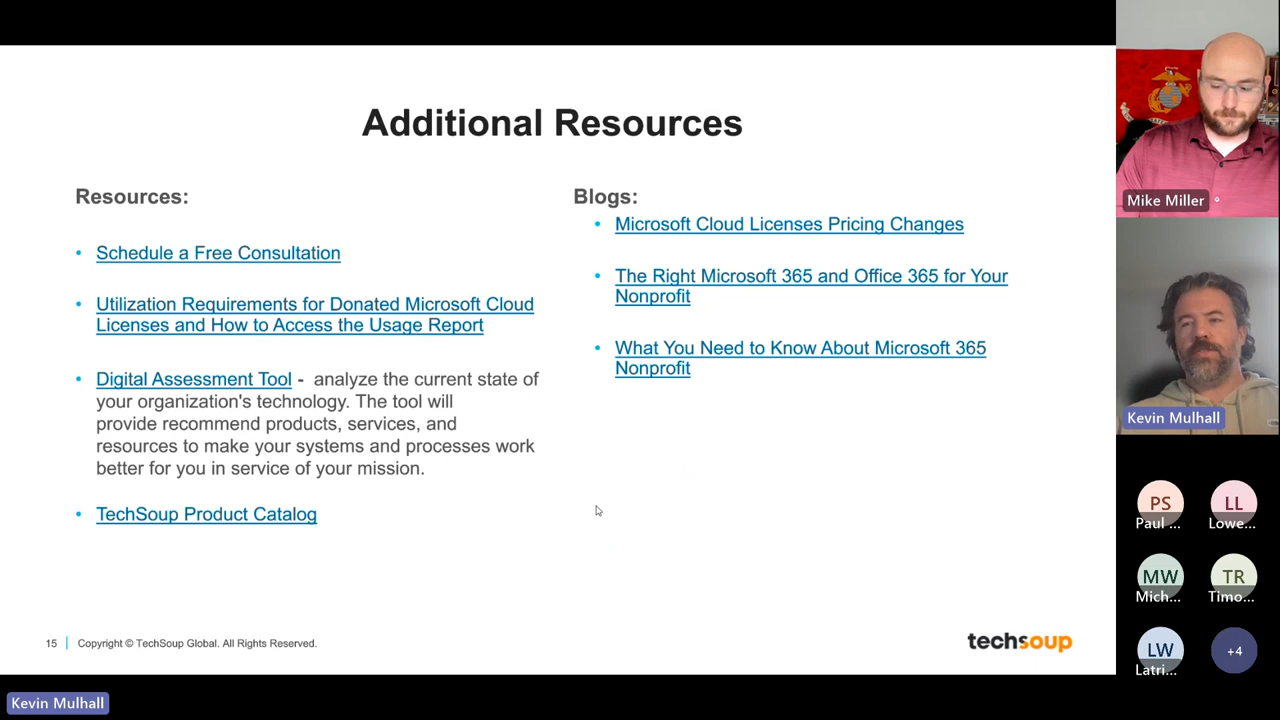 Additional Resources
Resources:
• Schedule a Free Consultation
• Utilization Requirements for Donated Microsoft Cloud
Licenses and How to Access the Usage Report
• Digital Assessment Tool - analyze the current state of
your organization's technology. The tool will
provide recommend products, services, and
resources to make your systems and processes work
better for you in service of your mission.
• TechSoup Product Catalog
Blogs:
• Microsoft Cloud Licenses Pricing Changes
• The Right Microsoft 365 and Office 365 for Your
Nonprofit
• What You Need to Know About Microsoft 365
Nonprofit
15 | Copyright © TechSoup Global. All Rights Reserved.
techsoup
Kevin Mulhall
Mike Miller
Kevin Mulhall
PS
Paul ...
LL
Lowe...
MW
Mich...
TR
Timo...
LW
Latri...
+4